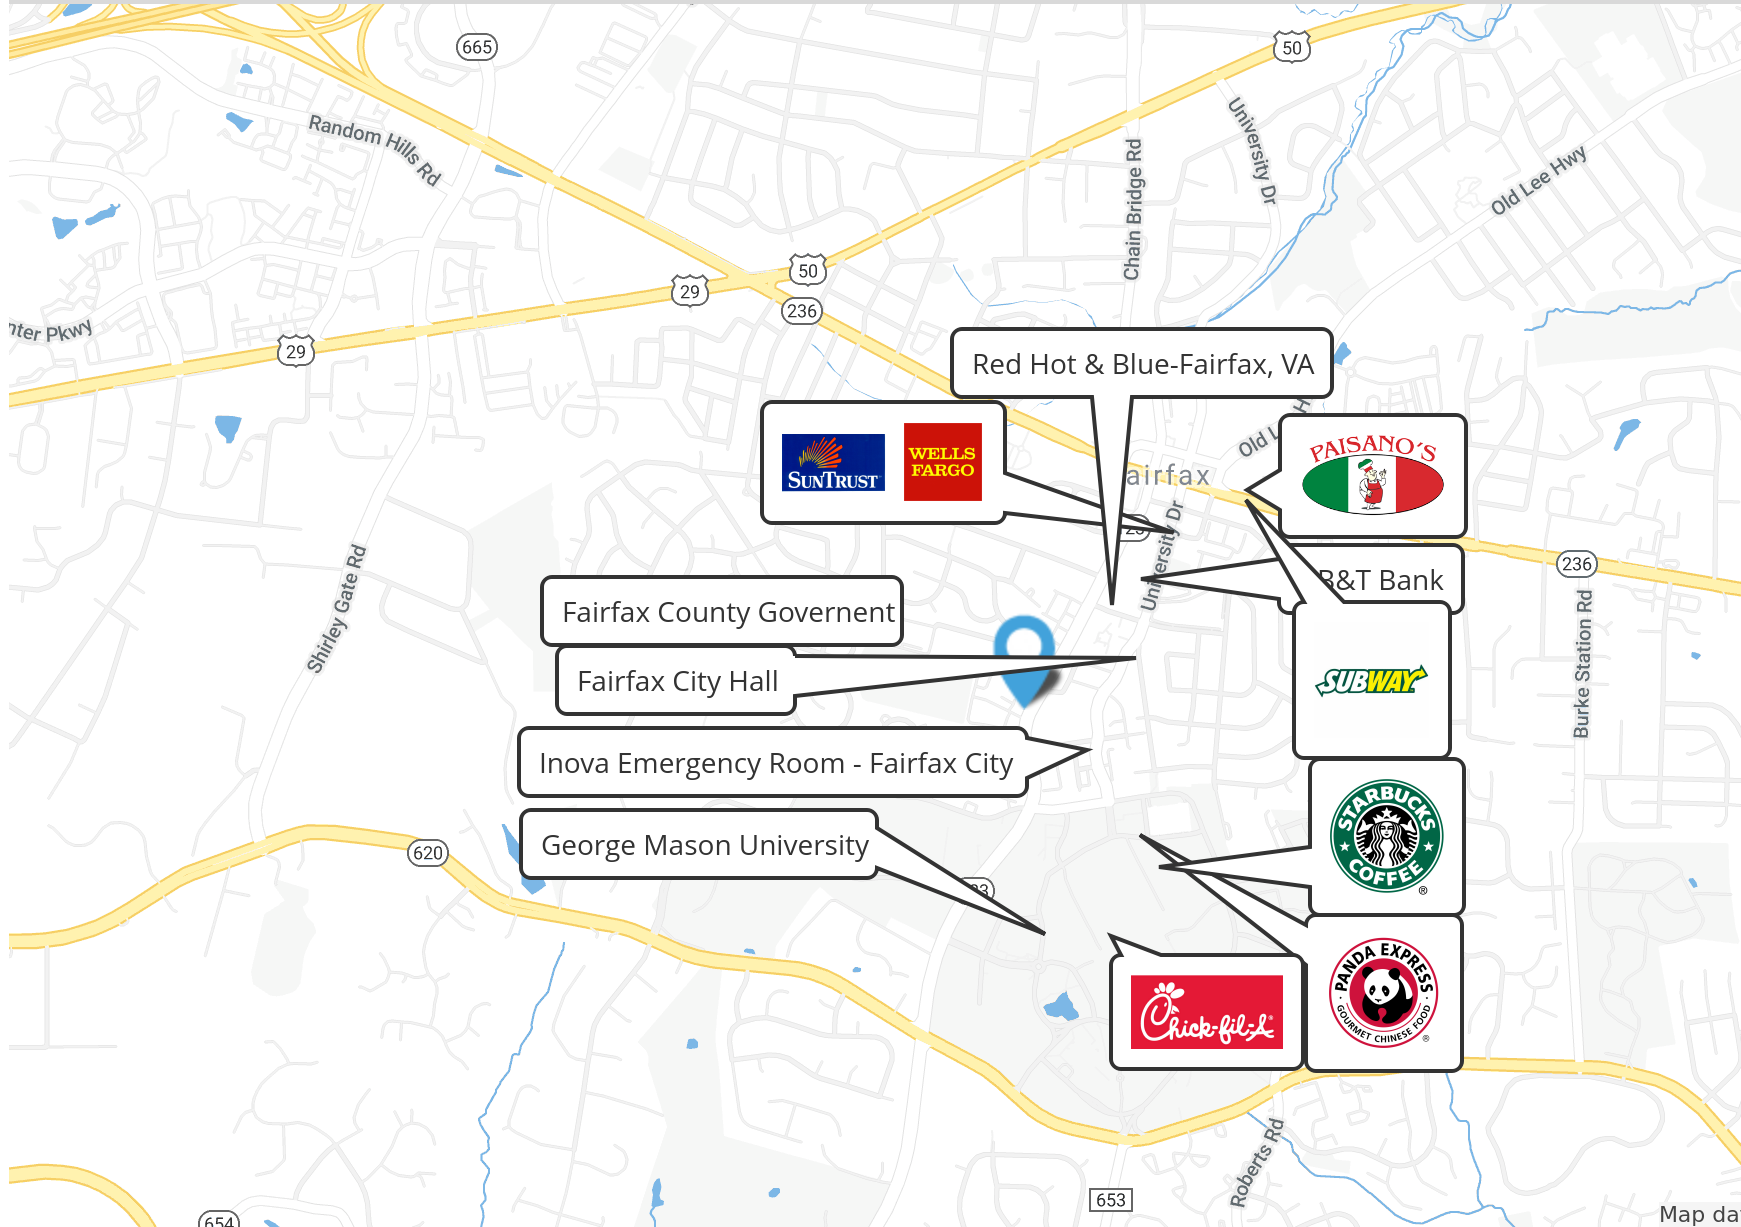 665
50
Random Hills Rd
University Dr
Chain Bridge Rd
Old Lee Hwy
50
29
236
nter Pkwy
29
Red Hot & Blue-Fairfax, VA
Old L
H
SUNTRUST
WELLS
FARGO
PAISANO'S
airfax
University Dr
236
B&T Bank
Fairfax County Governent
Shirley Gate Rd
Burke Station Rd
Fairfax City Hall
SUBWAY
Inova Emergency Room - Fairfax City
George Mason University
STARBUCKS
COFFEE
®
620
PANDA EXPRESS
GOURMET CHINESE FOOD
®
Chick-fil-A
Roberts Rd
653
654
Map da